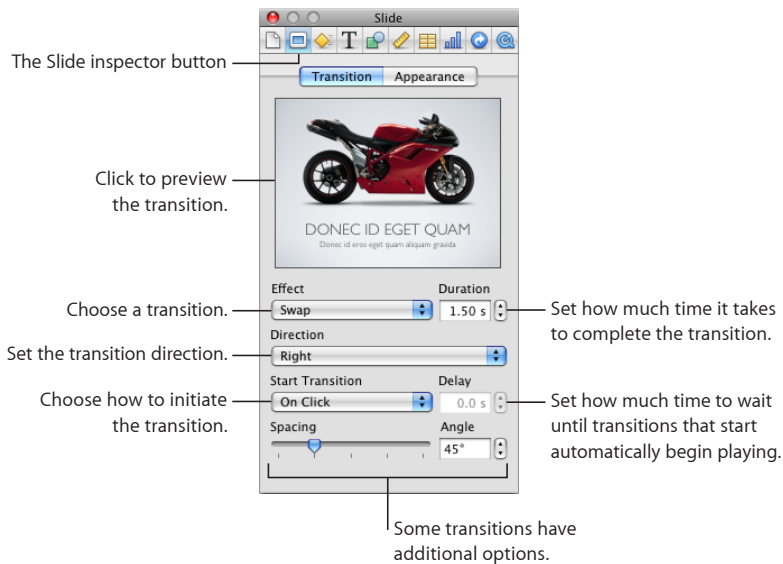 Slide
T
The Slide inspector button
Transition Appearance
Click to preview
the transition.
DONEC ID EGET QUAM
Donec id eros eget quam aliquam gravida
Effect Duration
Choose a transition.
Swap 1.50 s
Set how much time it takes
to complete the transition.
Direction
Set the transition direction.
Right
Start Transition Delay
Choose how to initiate
the transition.
On Click 0.0 s
Set how much time to wait
until transitions that start
automatically begin playing.
Spacing Angle
45°
Some transitions have
additional options.